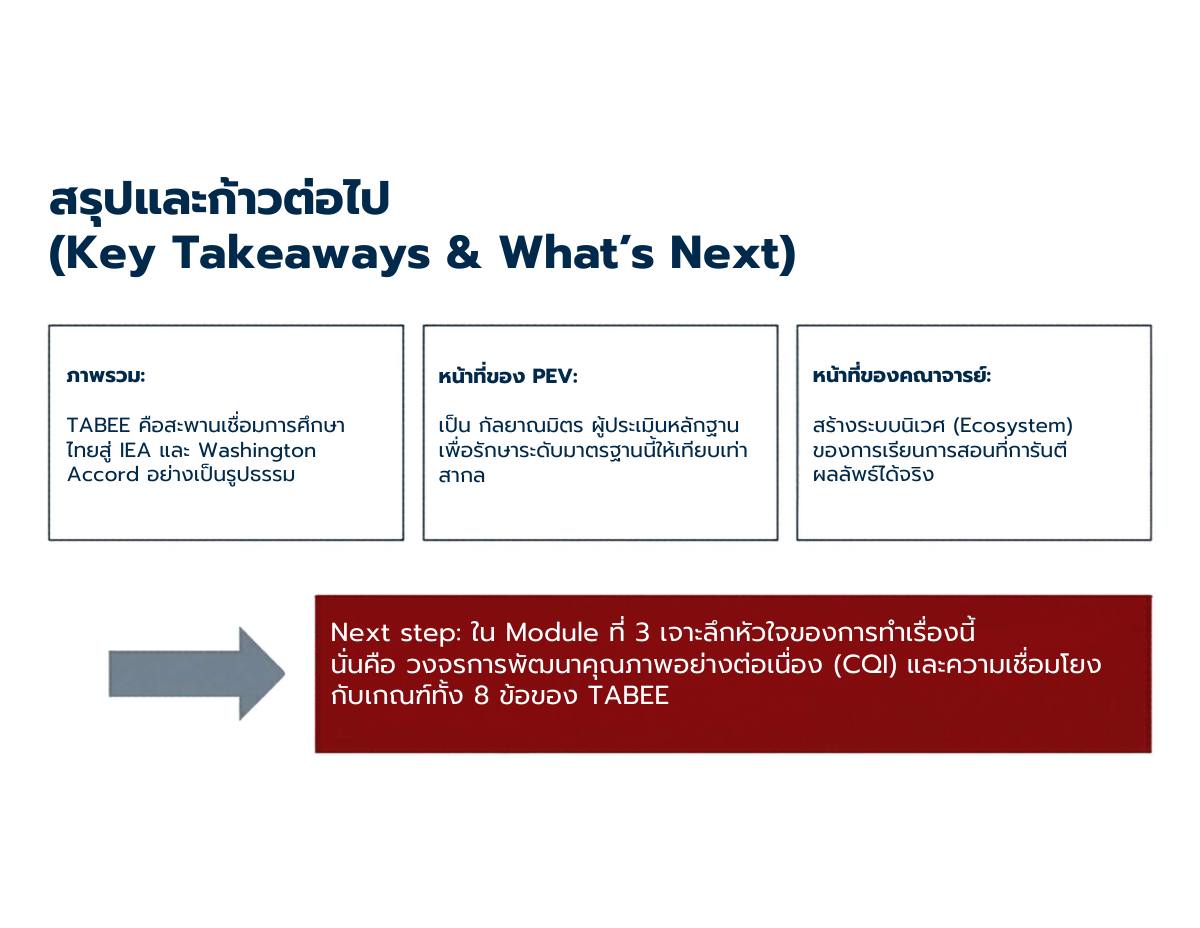 สรุปและก้าวต่อไป
(Key Takeaways & What’s Next)
ภาพรวม:
TABEE คือสะพานเชื่อมการศึกษา
ไทยสู่ IEA และ Washington
Accord อย่างเป็นรูปธรรม
หน้าที่ของ PEV:
เป็น กัลยาณมิตร ผู้ประเมินหลักฐาน
เพื่อรักษาระดับมาตรฐานนี้ให้เทียบเท่า
สากล
หน้าที่ของคณาจารย์:
สร้างระบบนิเวศ (Ecosystem)
ของการเรียนการสอนที่การันตี
ผลลัพธ์ได้จริง
Next step: ใน Module ที่ 3 เจาะลึกหัวใจของการทำเรื่องนี้
นั่นคือ วงจรการพัฒนาคุณภาพอย่างต่อเนื่อง (CQI) และความเชื่อมโยง
กับเกณฑ์ทั้ง 8 ข้อของ TABEE